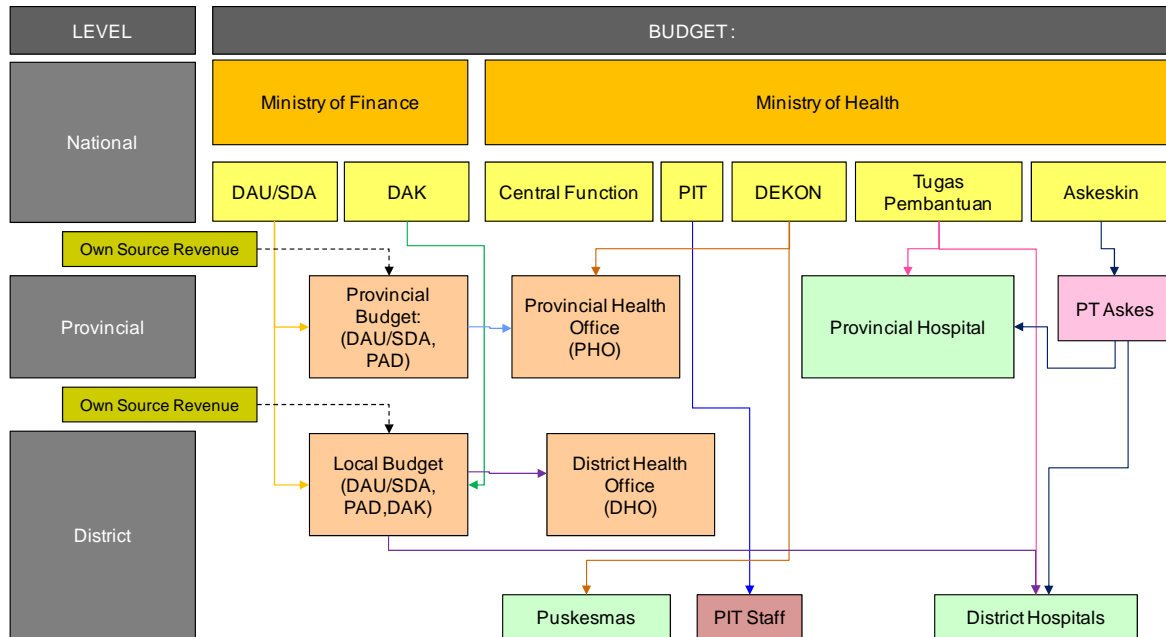 LEVEL
BUDGET :
National
Ministry of Finance
Ministry of Health
DAU/SDA
DAK
Central Function
PIT
DEKON
Tugas
Pembantuan
Askeskin
Own Source Revenue
Provincial
Provincial
Budget:
(DAU/SDA,
PAD)
Provincial Health
Office
(PHO)
Provincial Hospital
PT Askes
Own Source Revenue
District
Local Budget
(DAU/SDA,
PAD,DAK)
District Health
Office
(DHO)
Puskesmas
PIT Staff
District Hospitals